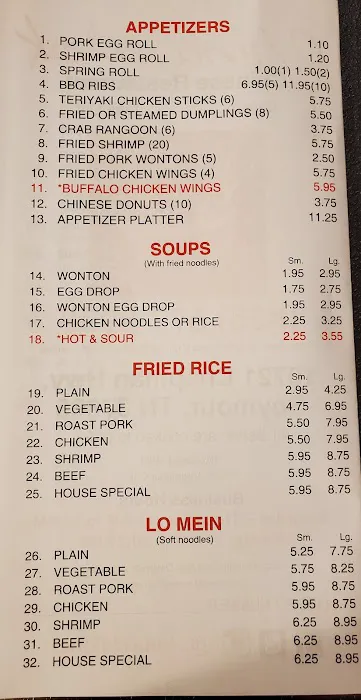 APPETIZERS
1. PORK EGG ROLL 1.10
2. SHRIMP EGG ROLL 1.20
3. SPRING ROLL 1.00(1) 1.50(2)
4. BBQ RIBS 6.95(5) 11.95(10)
5. TERIYAKI CHICKEN STICKS (6) 5.75
6. FRIED OR STEAMED DUMPLINGS (8) 5.50
7. CRAB RANGOON (6) 3.75
8. FRIED SHRIMP (20) 5.75
9. FRIED PORK WONTONS (5) 2.50
10. FRIED CHICKEN WINGS (4) 5.75
11. *BUFFALO CHICKEN WINGS 5.95
12. CHINESE DONUTS (10) 3.75
13. APPETIZER PLATTER 11.25
SOUPS
(With fried noodles) Sm. Lg.
14. WONTON 1.95 2.95
15. EGG DROP 1.75 2.75
16. WONTON EGG DROP 1.95 2.95
17. CHICKEN NOODLES OR RICE 2.25 3.25
18. *HOT & SOUR 2.25 3.55
FRIED RICE
Sm. Lg.
19. PLAIN 2.95 4.25
20. VEGETABLE 4.75 6.95
21. ROAST PORK 5.50 7.95
22. CHICKEN 5.50 7.95
23. SHRIMP 5.95 8.75
24. BEEF 5.95 8.75
25. HOUSE SPECIAL 5.95 8.75
LO MEIN
(Soft noodles) Sm. Lg.
26. PLAIN 5.25 7.75
27. VEGETABLE 5.75 8.25
28. ROAST PORK 5.95 8.75
29. CHICKEN 5.95 8.75
30. SHRIMP 6.25 8.95
31. BEEF 6.25 8.95
32. HOUSE SPECIAL 6.25 8.95